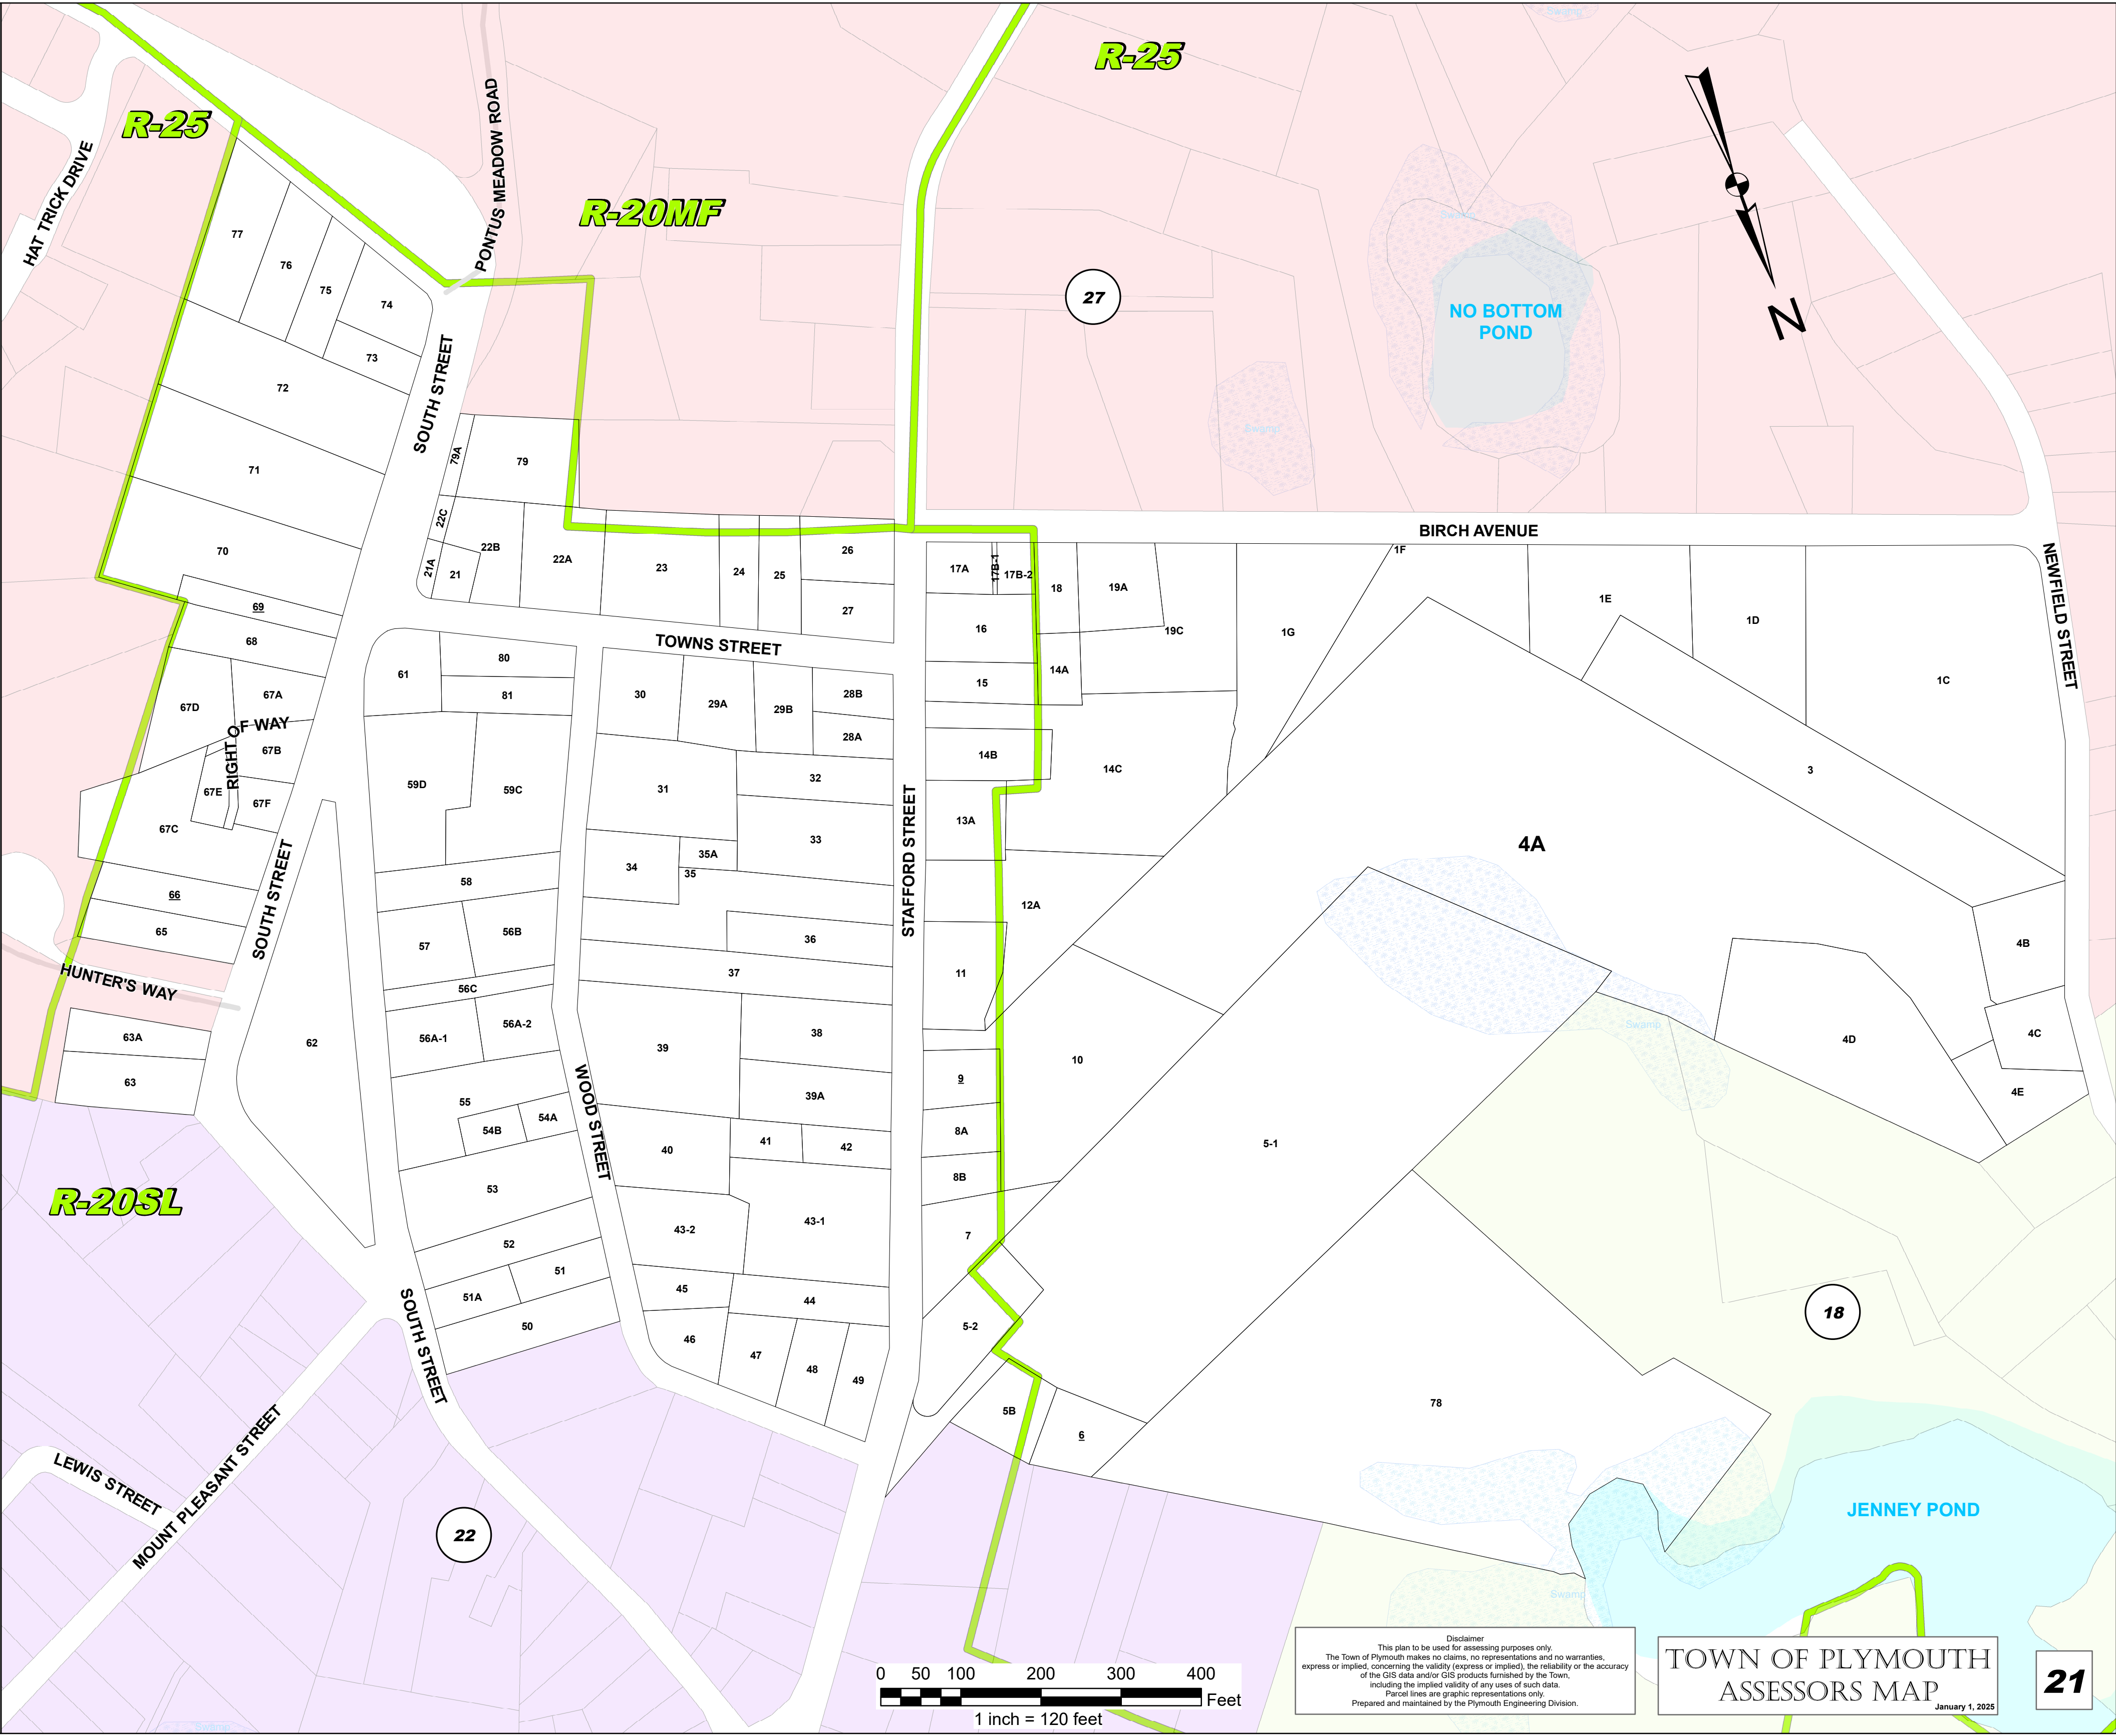 Swamp
R-25
R-25
PONTUS MEADOW ROAD
HAT TRICK DRIVE
R-20MF
N
77
76
75
74
73
27
Swamp
NO BOTTOM
POND
72
SOUTH STREET
71
79A
79
Swamp
22C
22B
22A
21A
21
70
69
68
23
24
25
26
27
BIRCH AVENUE
17A
17B-1
17B-2
18
19A
19C
1F
1G
1E
1D
1C
NEWFIELD STREET
TOWNS STREET
16
15
14A
61
80
81
67D
67A
RIGHT OF WAY
67B
67E
67F
67C
30
29A
29B
28B
28A
14B
14C
3
59D
59C
31
32
33
13A
STAFFORD STREET
4A
SOUTH STREET
66
65
58
34
35A
35
12A
57
56B
36
11
4B
HUNTER'S WAY
56C
37
Swamp
63A
63
62
56A-1
56A-2
39
38
39A
9
10
4D
4C
4E
55
54B
54A
WOOD STREET
40
41
42
8A
8B
5-1
R-20SL
53
52
43-2
43-1
7
51A
51
50
45
44
46
47
48
49
5-2
5B
6
78
18
SOUTH STREET
LEWIS STREET
MOUNT PLEASANT STREET
22
JENNEY POND
Swamp
Swamp
0 50 100 200 300 400
Feet
1 inch = 120 feet
Disclaimer
This plan to be used for assessing purposes only.
The Town of Plymouth makes no claims, no representations and no warranties,
express or implied, concerning the validity (express or implied), the reliability or the accuracy
of the GIS data and/or GIS products furnished by the Town,
including the implied validity of any uses of such data.
Parcel lines are graphic representations only.
Prepared and maintained by the Plymouth Engineering Division.
TOWN OF PLYMOUTH
ASSESSORS MAP
January 1, 2025
21